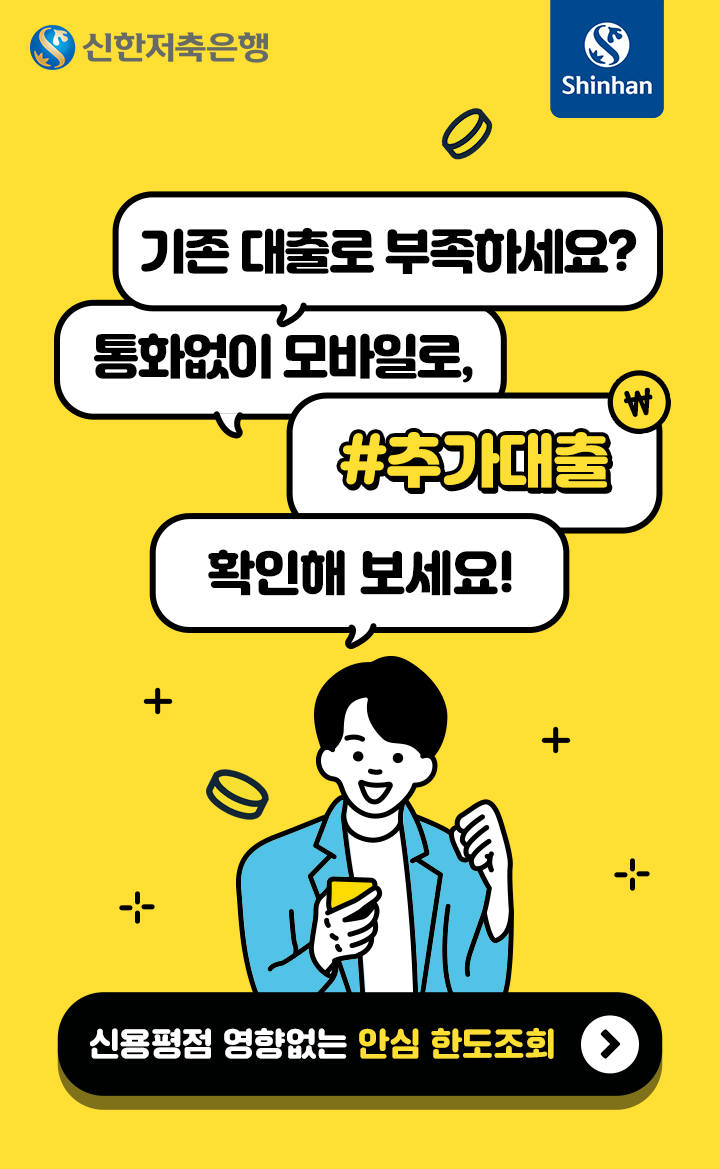 신한저축은행
Shinhan
기존 대출로 부족하세요?
통화없이 모바일로,
₩
#추가대출
확인해 보세요!
신용평점 영향없는 안심 한도조회